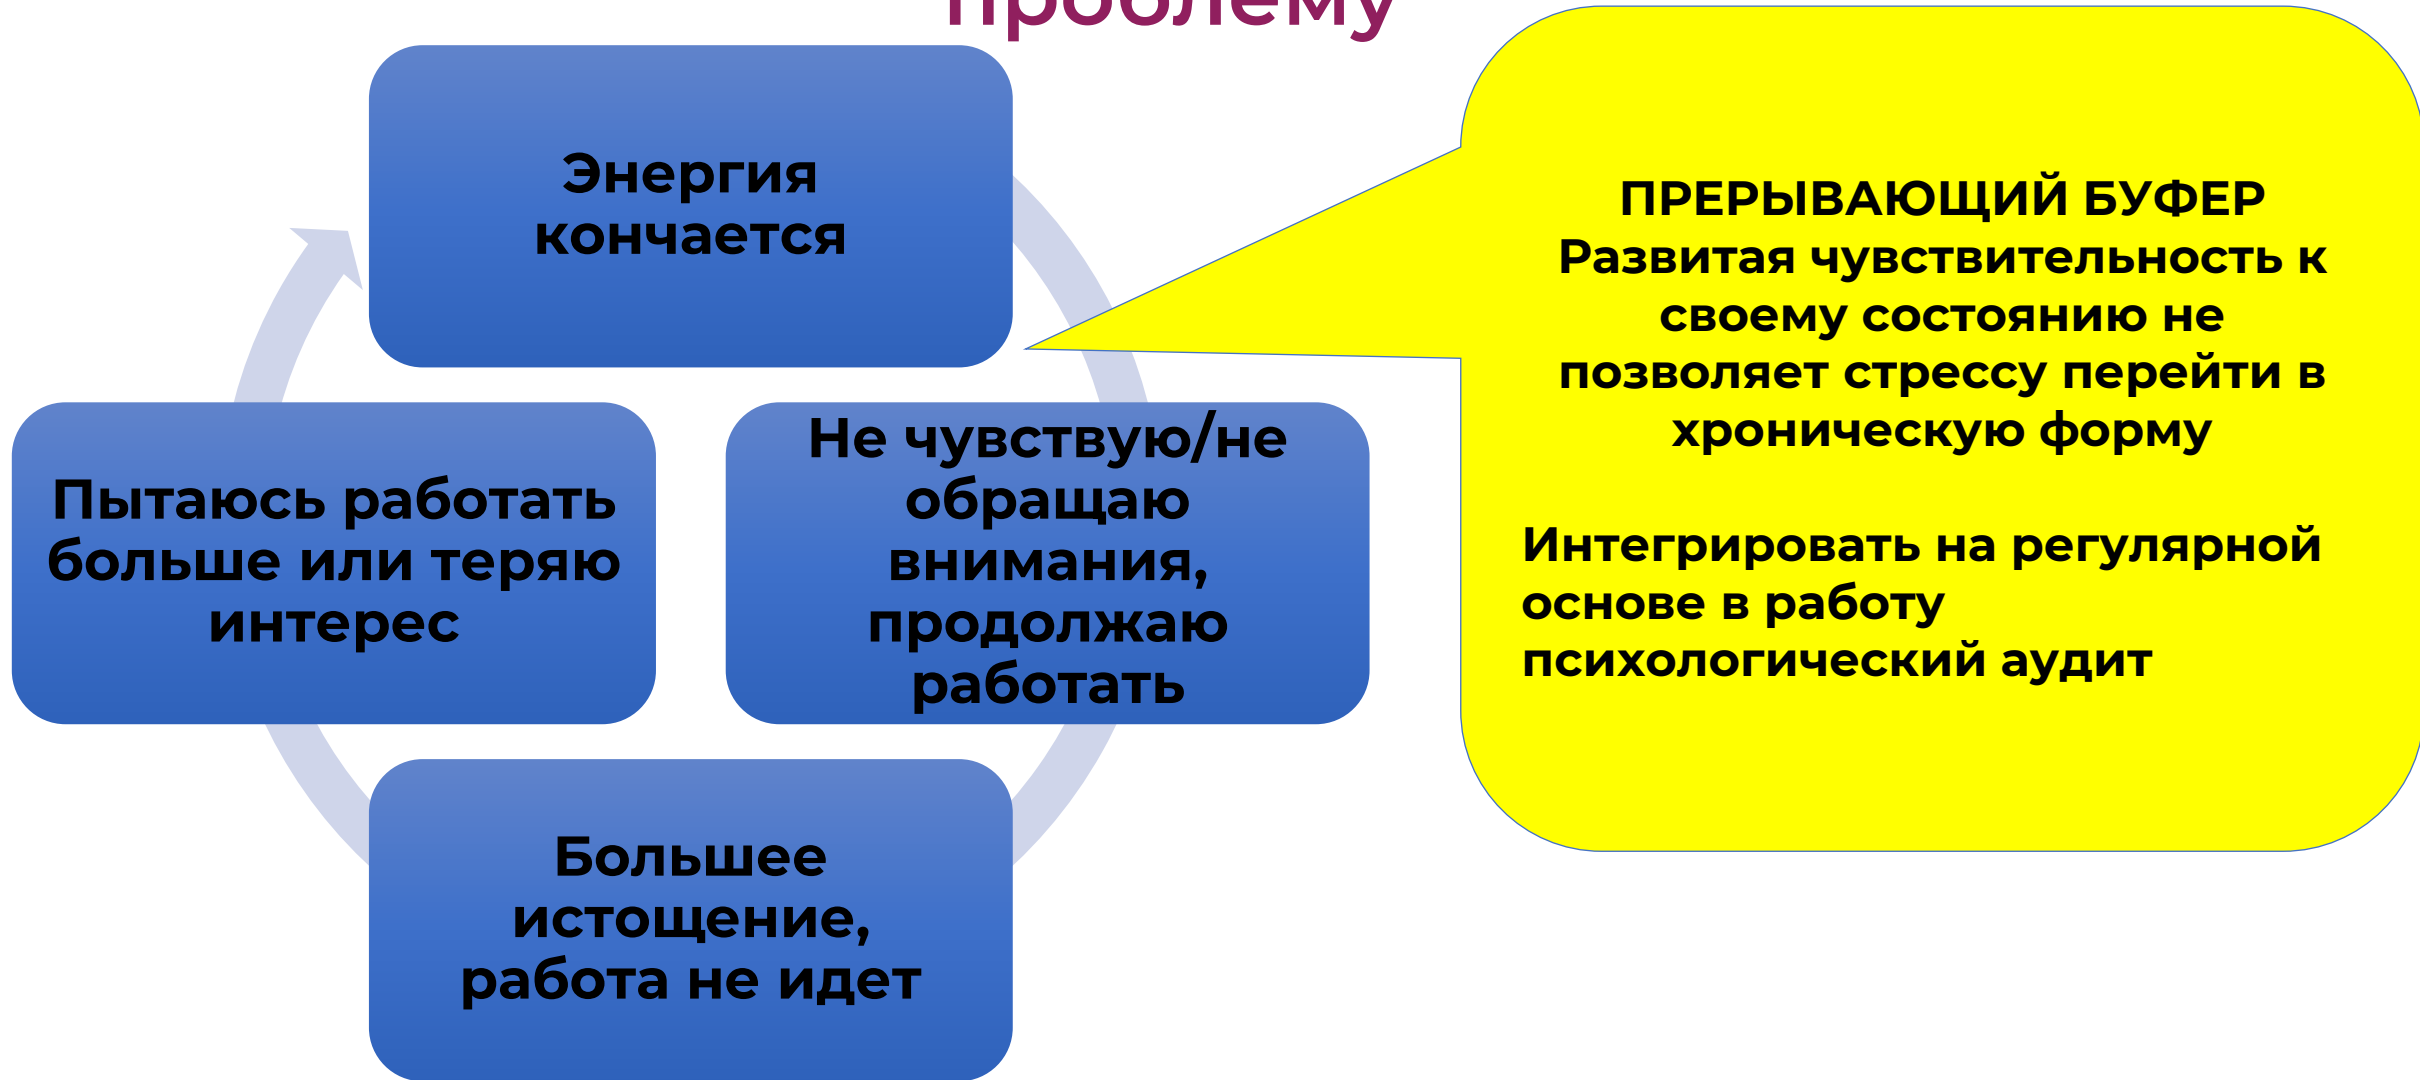 проблему
Энергия
кончается
Не чувствую/не
обращаю
внимания,
продолжаю
работать
Большее
истощение,
работа не идет
Пытаюсь работать
больше или теряю
интерес
ПРЕРЫВАЮЩИЙ БУФЕР
Развитая чувствительность к
своему состоянию не
позволяет стрессу перейти в
хроническую форму
Интегрировать на регулярной
основе в работу
психологический аудит